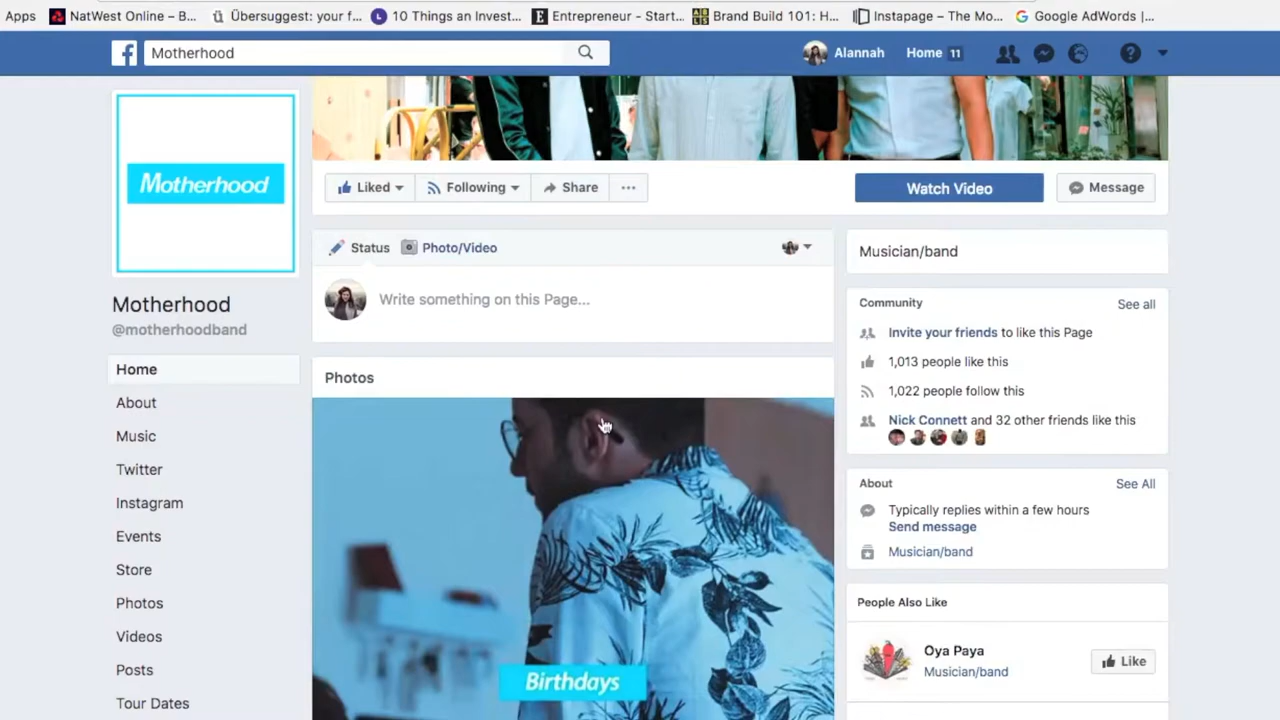 Apps NatWest Online – B... Übersuggest: your f... 10 Things an Invest... Entrepreneur - Start... Brand Build 101: H... Instapage – The Mo... Google AdWords |...
Motherhood
Alannah Home 11
Motherhood
Liked Following Share ... Watch Video Message
Status Photo/Video
Write something on this Page...
Motherhood
@motherhoodband
Home
About
Music
Twitter
Instagram
Events
Store
Photos
Videos
Posts
Tour Dates
Photos
Birthdays
Musician/band
Community See all
Invite your friends to like this Page
1,013 people like this
1,022 people follow this
Nick Connett and 32 other friends like this
About See All
Typically replies within a few hours
Send message
Musician/band
People Also Like
Oya Paya
Musician/band
Like